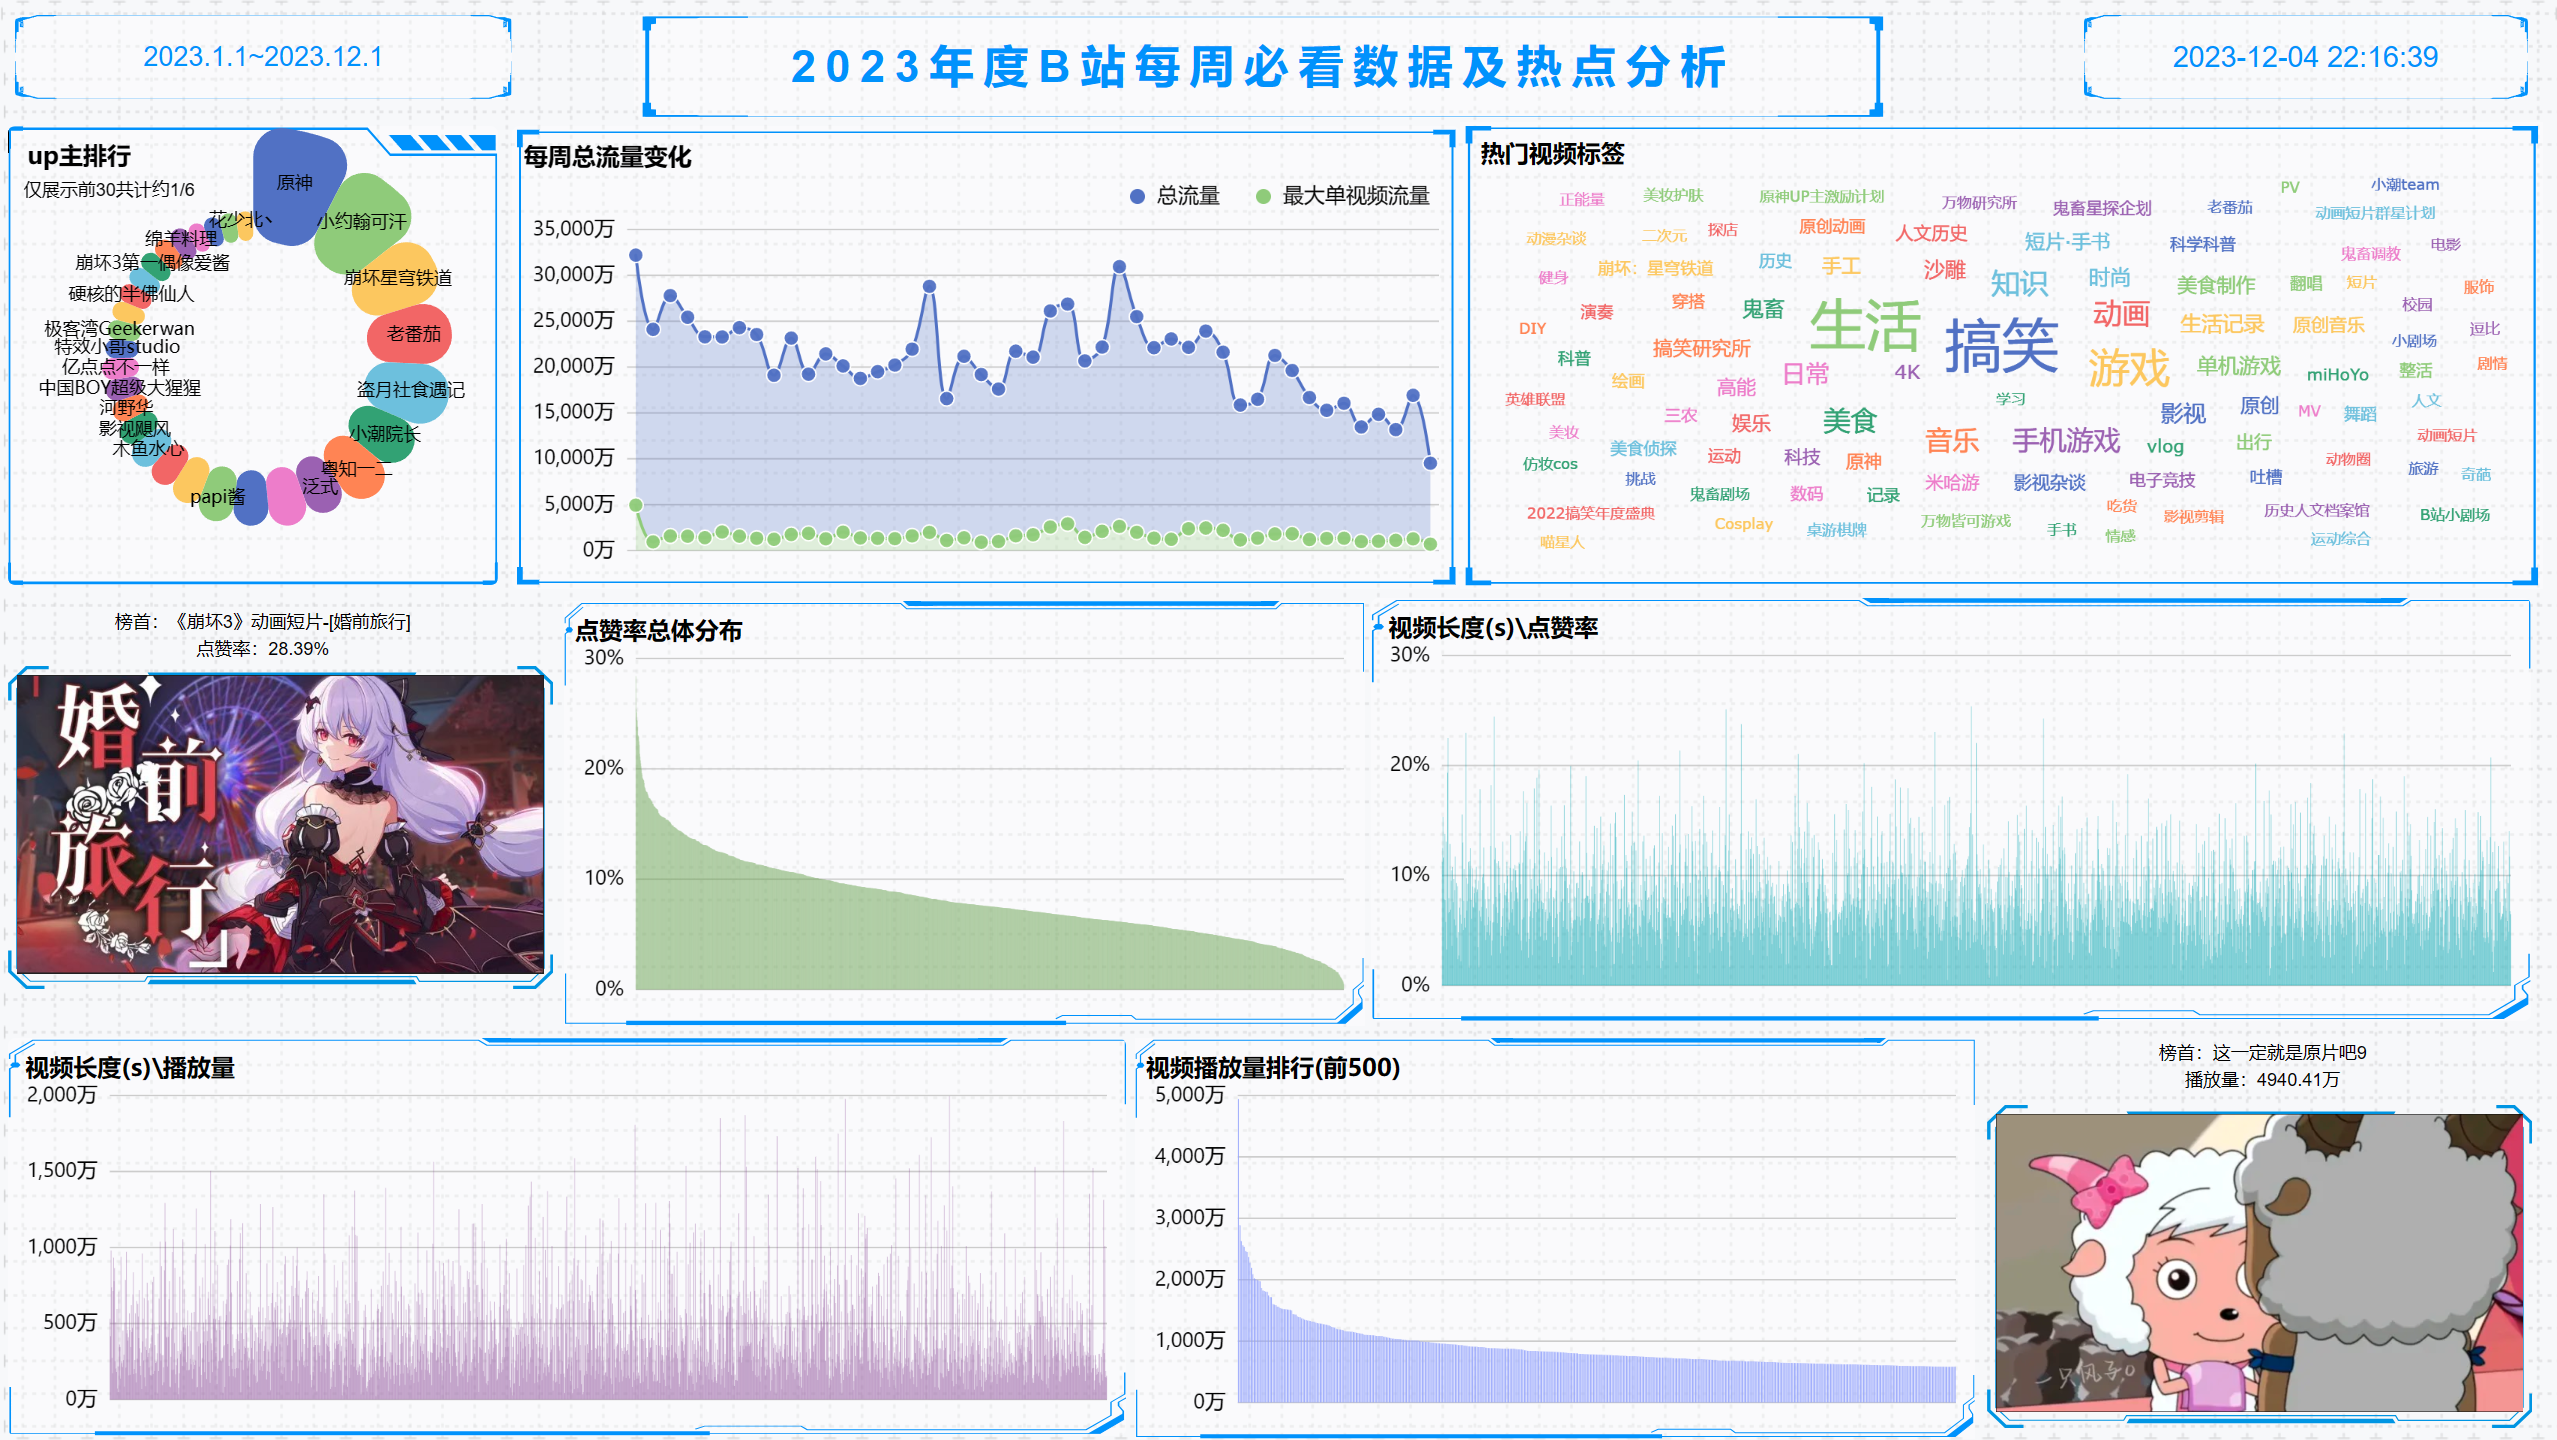 2023.1.1~2023.12.1
2023年度B站每周必看数据及热点分析
2023-12-04 22:16:39
up主排行
仅展示前30共计约1/6
原神
小约翰可汗
崩坏星穹铁道
老番茄
盗月社食遇记
小潮院长
粤知一二
泛式
papi酱
木鱼水心
影视飓风
河野华
中国BOY超级大猩猩
亿点点不一样
特效小哥studio
极客湾Geekerwan
硬核的半佛仙人
崩坏3第一偶像爱酱
绵羊料理
花少北丶
每周总流量变化
总流量
最大单视频流量
35,000万
30,000万
25,000万
20,000万
15,000万
10,000万
5,000万
0万
热门视频标签
正能量 美妆护肤 原神UP主激励计划 万物研究所 鬼畜星探企划 老番茄 PV 小潮team
动画短片群星计划
动漫杂谈 二次元 探店 原创动画 人文历史 短片·手书 科学科普 鬼畜调教 电影
健身 崩坏：星穹铁道 历史 手工 沙雕 知识 时尚 美食制作 翻唱 短片 服饰
DIY 演奏 穿搭 鬼畜 生活 搞笑 动画 生活记录 原创音乐 校园 逗比
科普 搞笑研究所 日常 4K 游戏 单机游戏 miHoYo 小剧场 整活 剧情
英雄联盟 绘画 高能 学习 影视 原创 MV 舞蹈 人文
美妆 三农 娱乐 美食 音乐 手机游戏 vlog 出行 动画短片
仿妆cos 美食侦探 运动 科技 原神 动物圈 旅游 奇葩
挑战 鬼畜剧场 数码 记录 米哈游 影视杂谈 电子竞技 吐槽
2022搞笑年度盛典 Cosplay 桌游棋牌 万物皆可游戏 手书 吃货 影视剪辑 历史人文档案馆 B站小剧场
喵星人 情感 运动综合
榜首：《崩坏3》动画短片-[婚前旅行]
点赞率：28.39%
婚前旅行
点赞率总体分布
30%
20%
10%
0%
视频长度(s)\点赞率
30%
20%
10%
0%
视频长度(s)\播放量
2,000万
1,500万
1,000万
500万
0万
视频播放量排行(前500)
5,000万
4,000万
3,000万
2,000万
1,000万
0万
榜首：这一定就是原片吧9
播放量：4940.41万
一只风子